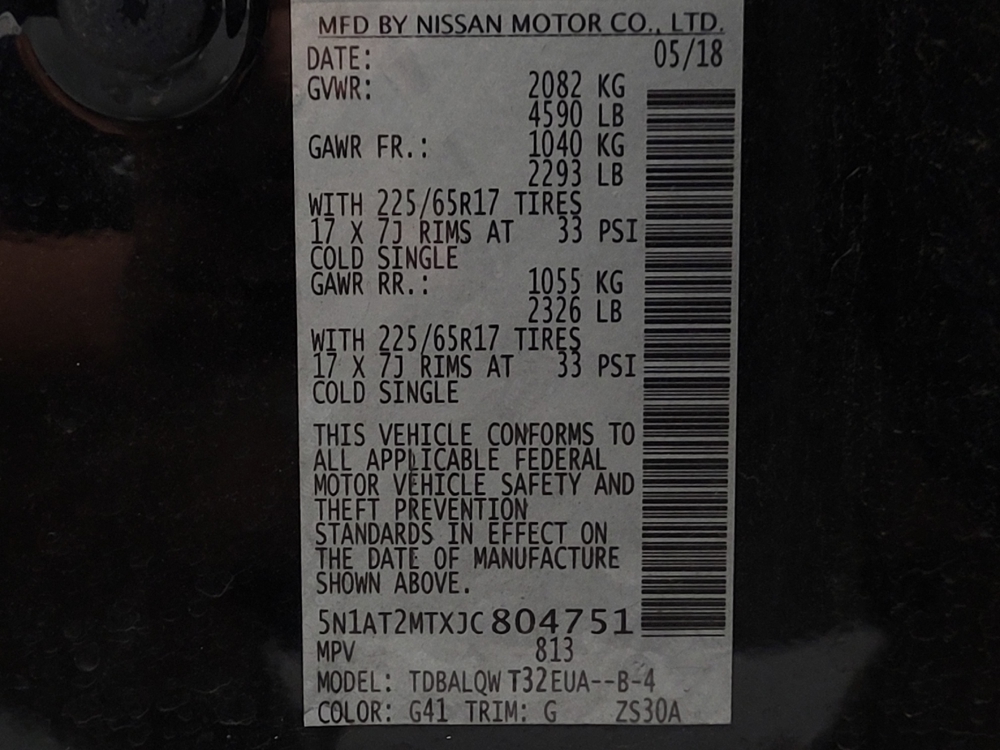 MFD BY NISSAN MOTOR CO., LTD.
DATE: 05/18
GVWR: 2082 KG
4590 LB
GAWR FR.: 1040 KG
2293 LB
WITH 225/65R17 TIRES
17 X 7J RIMS AT 33 PSI
COLD SINGLE
GAWR RR.: 1055 KG
2326 LB
WITH 225/65R17 TIRES
17 X 7J RIMS AT 33 PSI
COLD SINGLE
THIS VEHICLE CONFORMS TO
ALL APPLICABLE FEDERAL
MOTOR VEHICLE SAFETY AND
THEFT PREVENTION
STANDARDS IN EFFECT ON
THE DATE OF MANUFACTURE
SHOWN ABOVE.
5N1AT2MTXJC804751
MPV 813
MODEL: TDBALQW T32EUA--B-4
COLOR: G41 TRIM: G ZS30A